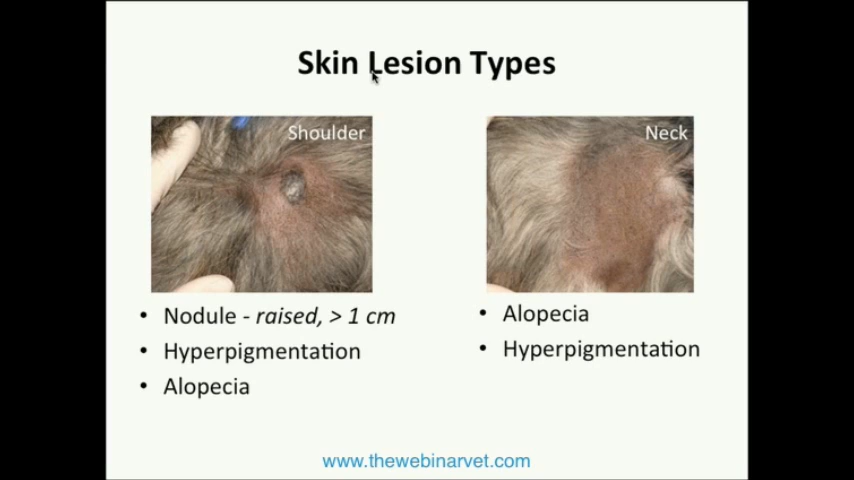 Skin Lesion Types
Shoulder
Neck
• Nodule - raised, > 1 cm
• Hyperpigmentation
• Alopecia
• Alopecia
• Hyperpigmentation
www.thewebinarvet.com